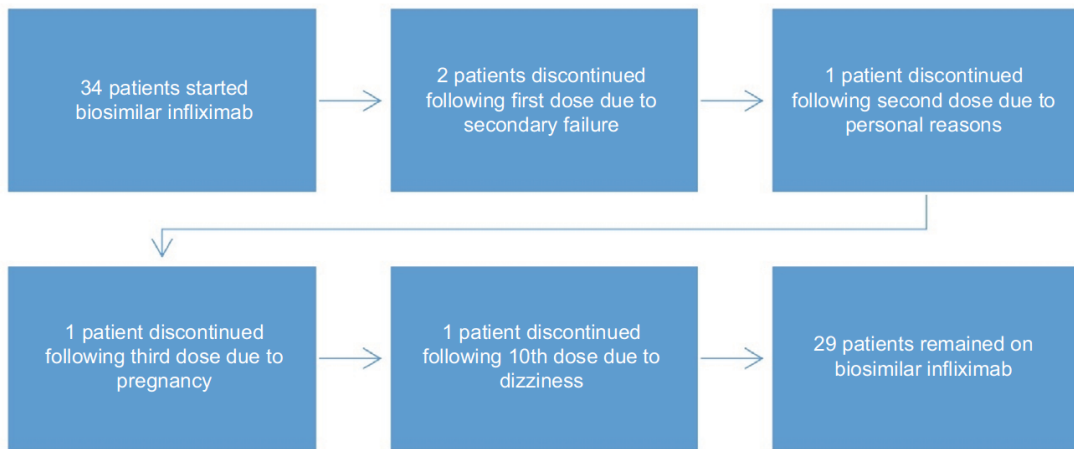 34 patients started
biosimilar infliximab
2 patients discontinued
following first dose due to
secondary failure
1 patient discontinued
following second dose due to
personal reasons
1 patient discontinued
following third dose due to
pregnancy
1 patient discontinued
following 10th dose due to
dizziness
29 patients remained on
biosimilar infliximab